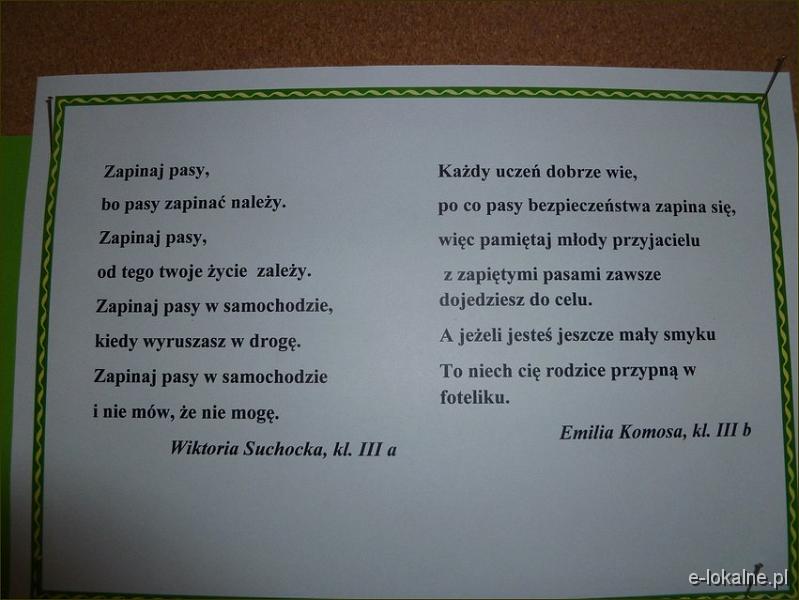 Zapinaj pasy,
bo pasy zapinać należy.
Zapinaj pasy,
od tego twoje życie zależy.
Zapinaj pasy w samochodzie,
kiedy wyruszasz w drogę.
Zapinaj pasy w samochodzie
i nie mów, że nie mogę.
Wiktoria Suchocka, kl. III a
Każdy uczeń dobrze wie,
po co pasy bezpieczeństwa zapina się,
więc pamiętaj młody przyjacielu
z zapiętymi pasami zawsze
dojedziesz do celu.
A jeżeli jesteś jeszcze mały smyku
To niech cię rodzice przypną w
foteliku.
Emilia Komosa, kl. III b
e-lokalne.pl